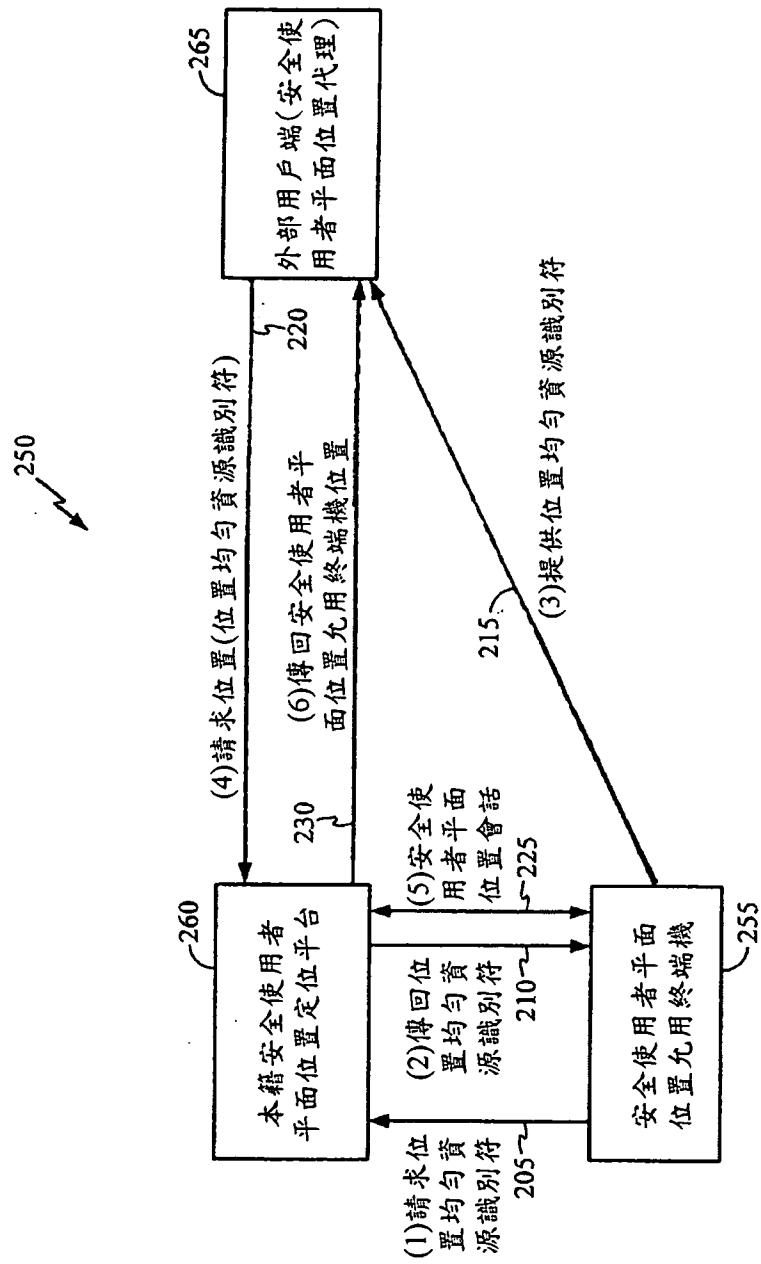 250
265
外部用戶端(安全使
用者平面位置代理)
(4)請求位置(位置均勻資源識別符)
220
(6)傳回安全使用者平
面位置允用終端機位置
230
(3)提供位置均勻資源識別符
215
260
本籍安全使用者
平面位置定位平台
(1)請求位
置均勻資
源識別符
205
(2)傳回位
置均勻資
源識別符
210
(5)安全使
用者平面
位置會話
225
安全使用者平面
位置允用終端機
255